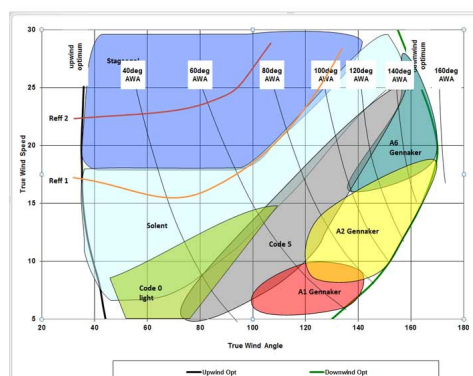 upwind
optimum
downwind
optimum
Staysail
40deg
AWA
60deg
AWA
80deg
AWA
100deg
AWA
120deg
AWA
140deg
AWA
160deg
AWA
Reff 2
Reff 1
A6
Gennaker
Solent
A2 Gennaker
Code 5
Code 0
light
A1 Gennaker
True Wind Speed
30
25
20
15
10
5
20 40 60 80 100 120 140 160 180
True Wind Angle
Upwind Opt
Downwind Opt